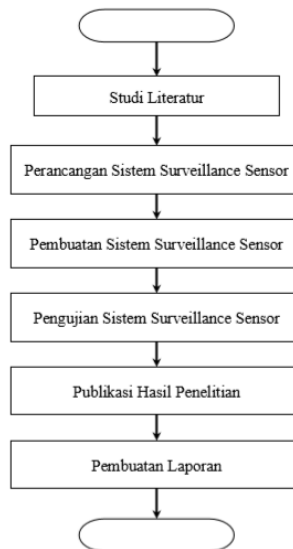 Studi Literatur
Perancangan Sistem Surveillance Sensor
Pembuatan Sistem Surveillance Sensor
Pengujian Sistem Surveillance Sensor
Publikasi Hasil Penelitian
Pembuatan Laporan